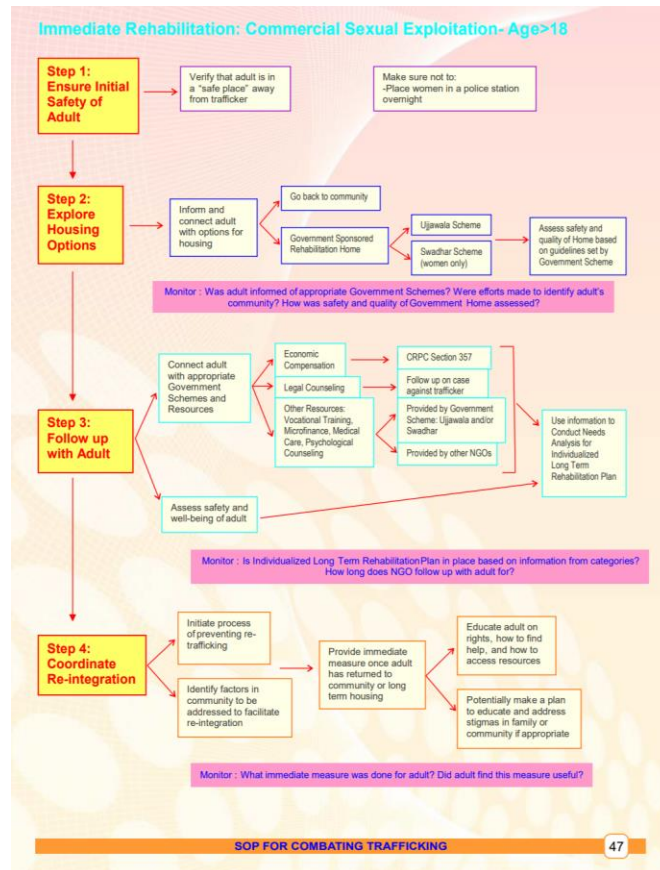 Immediate Rehabilitation: Commercial Sexual Exploitation- Age>18
Step 1:
Ensure Initial
Safety of
Adult
Verify that adult is in
a "safe place" away
from trafficker
Make sure not to:
-Place women in a police station
overnight
Step 2:
Explore
Housing
Options
Inform and
connect adult
with options for
housing
Go back to community
Government Sponsored
Rehabilitation Home
Ujjawala Scheme
Swadhar Scheme
(women only)
Assess safety and
quality of Home based
on guidelines set by
Government Scheme
Monitor : Was adult informed of appropriate Government Schemes? Were efforts made to identify adult's
community? How was safety and quality of Government Home assessed?
Step 3:
Follow up
with Adult
Connect adult
with appropriate
Government
Schemes and
Resources
Economic
Compensation
CRPC Section 357
Legal Counseling
Follow up on case
against trafficker
Other Resources:
Vocational Training,
Microfinance, Medical
Care, Psychological
Counseling
Provided by Government
Scheme: Ujjawala and/or
Swadhar
Provided by other NGOs
Use information to
Conduct Needs
Analysis for
Individualized
Long Term
Rehabilitation Plan
Assess safety and
well-being of adult
Monitor : Is Individualized Long Term RehabilitationPlan in place based on information from categories?
How long does NGO follow up with adult for?
Step 4:
Coordinate
Re-integration
Initiate process
of preventing re-
trafficking
Identify factors in
community to be
addressed to facilitate
re-integration
Provide immediate
measure once adult
has returned to
community or long
term housing
Educate adult on
rights, how to find
help, and how to
access resources
Potentially make a plan
to educate and address
stigmas in family or
community if appropriate
Monitor : What immediate measure was done for adult? Did adult find this measure useful?
SOP FOR COMBATING TRAFFICKING
47